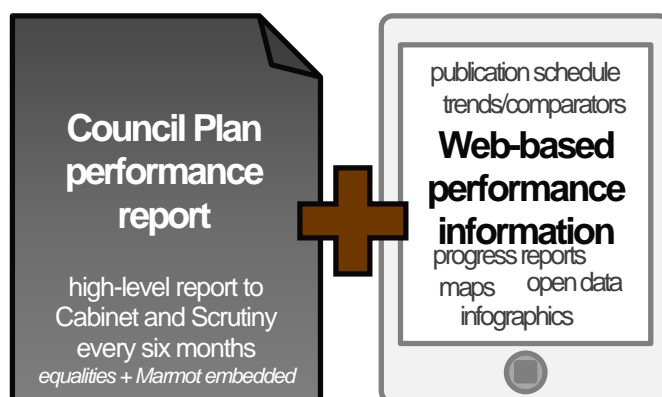 Council Plan
performance
report
high-level report to
Cabinet and Scrutiny
every six months
equalities + Marmot embedded
publication schedule
trends/comparators
Web-based
performance
information
progress reports
maps open data
infographics